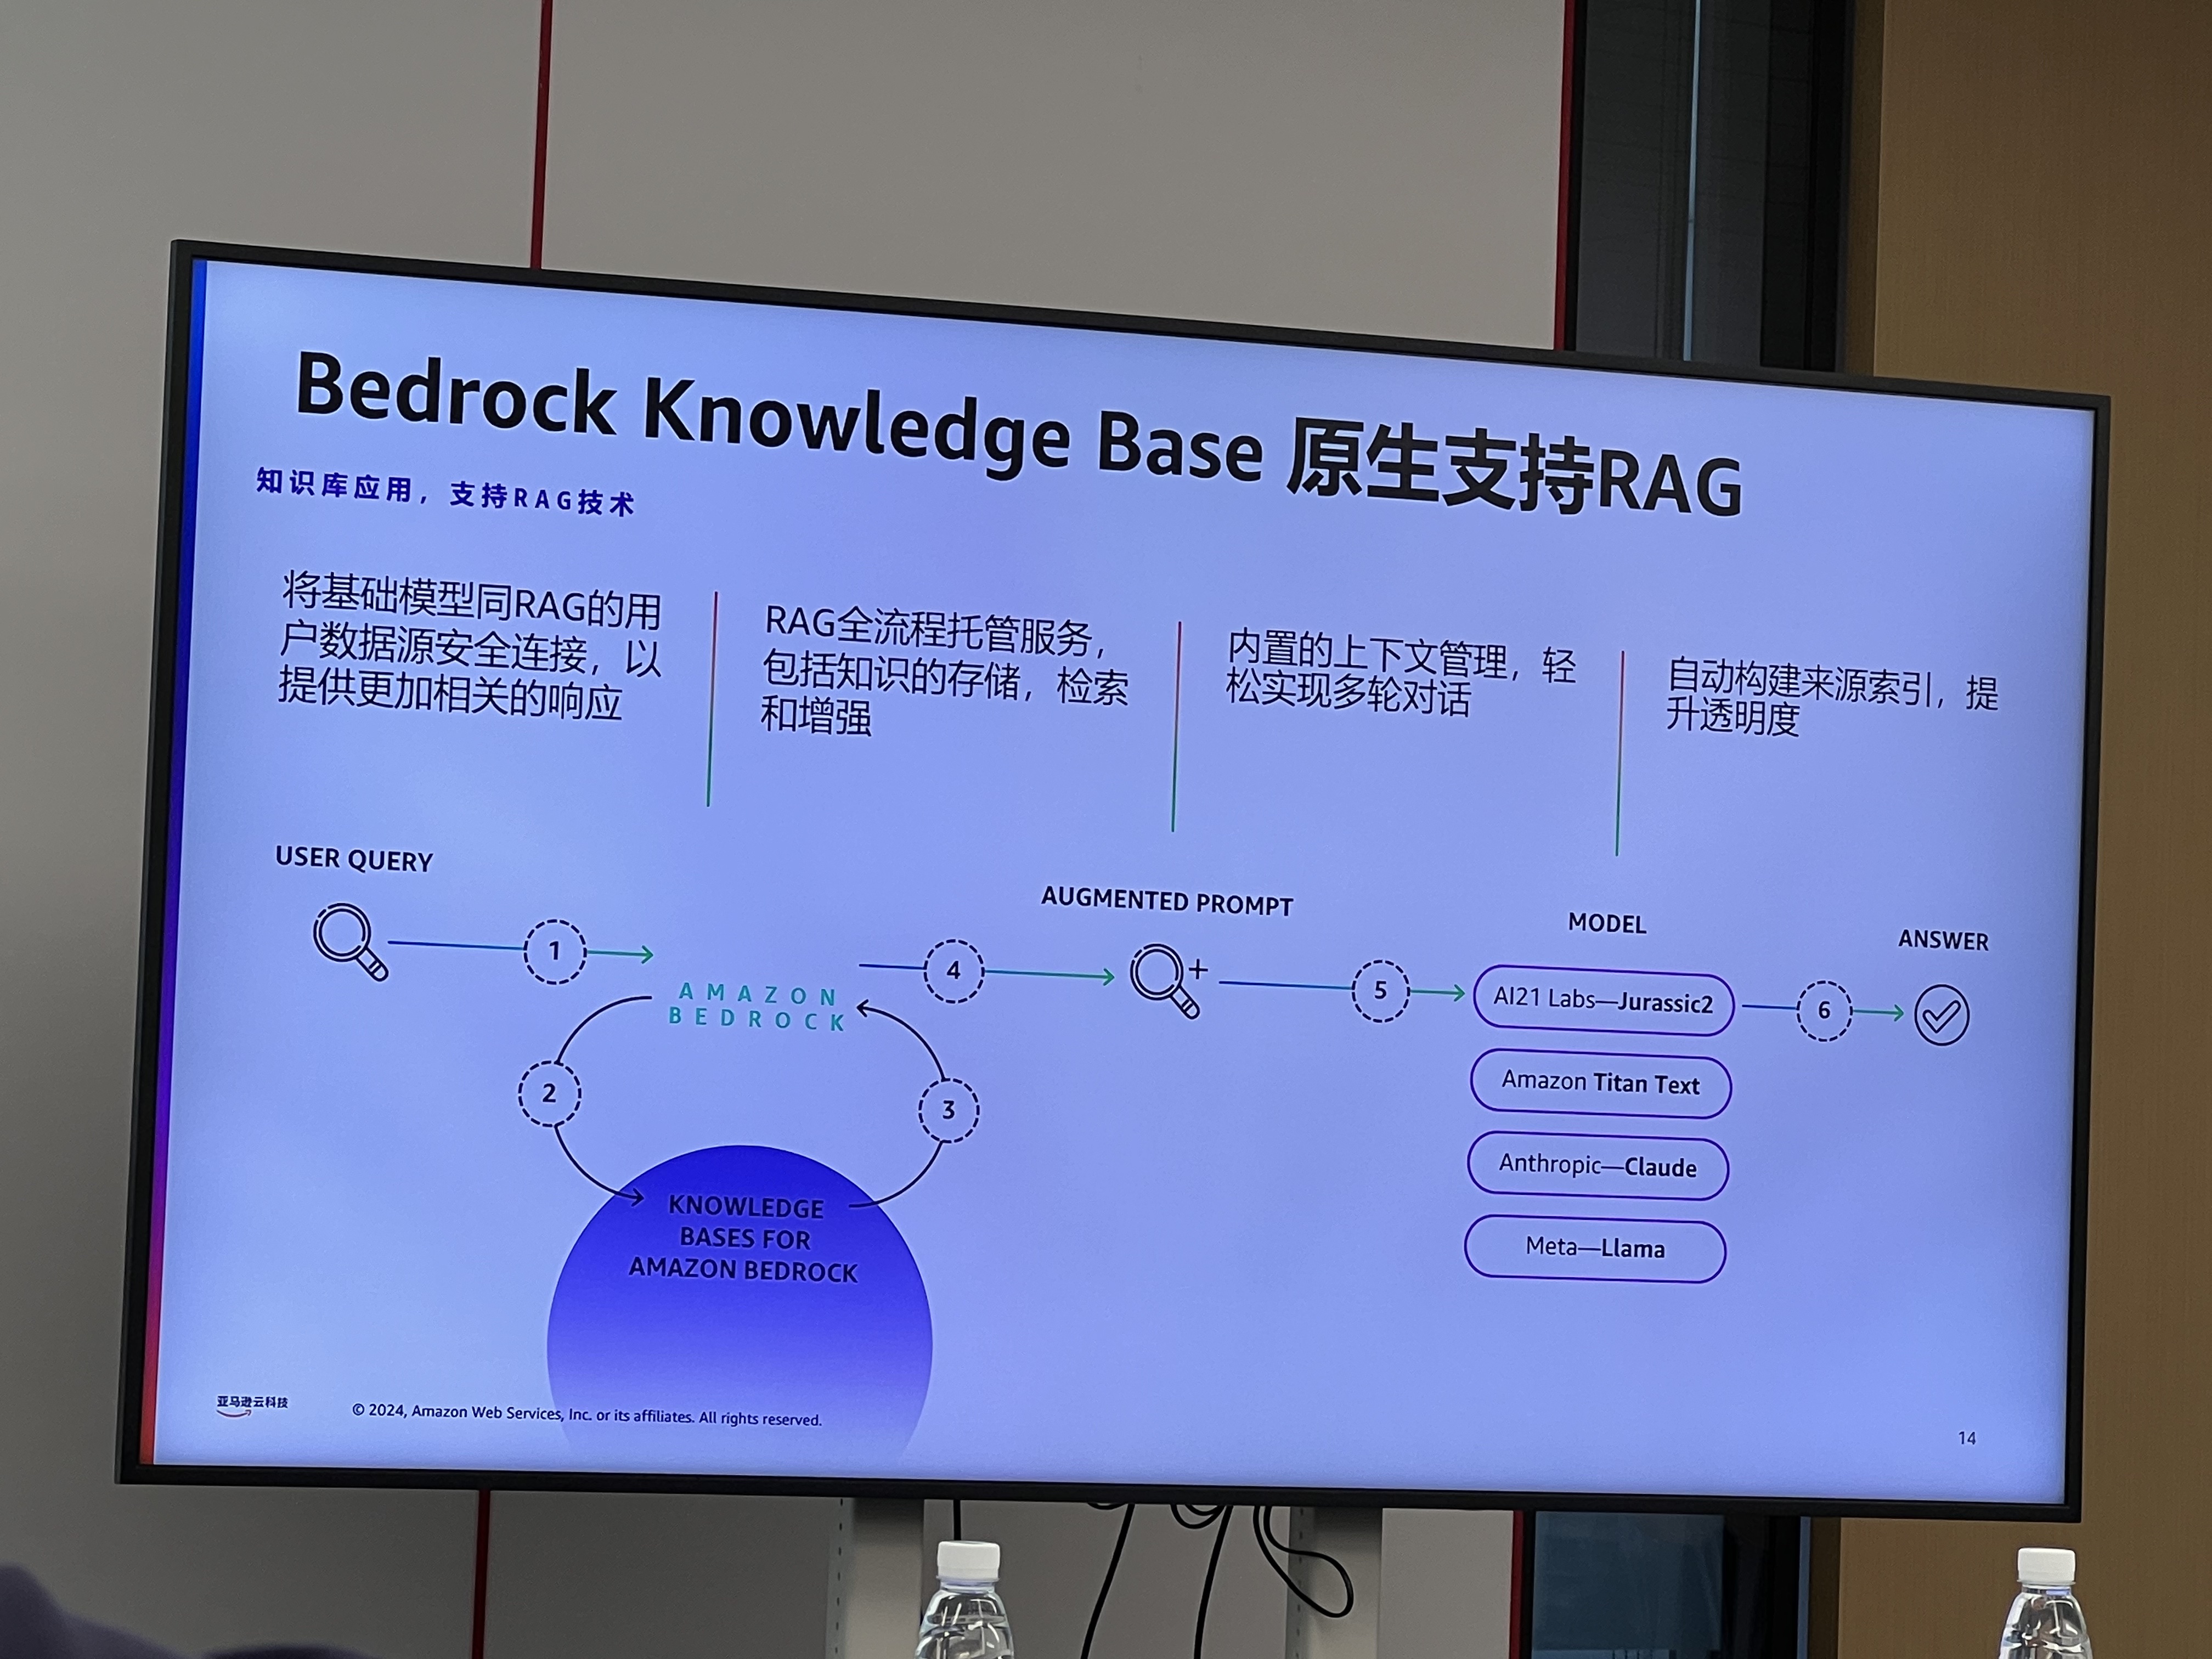 Bedrock Knowledge Base 原生支持RAG
知识库应用，支持RAG技术
将基础模型同RAG的用
户数据源安全连接，以
提供更加相关的响应
RAG全流程托管服务，
包括知识的存储，检索
和增强
内置的上下文管理，轻
松实现多轮对话
自动构建来源索引，提
升透明度
USER QUERY
1
AMAZON
BEDROCK
2
3
KNOWLEDGE
BASES FOR
AMAZON BEDROCK
4
AUGMENTED PROMPT
+
5
MODEL
AI21 Labs—Jurassic2
Amazon Titan Text
Anthropic—Claude
Meta—Llama
6
ANSWER
亚马逊云科技
© 2024, Amazon Web Services, Inc. or its affiliates. All rights reserved.
14